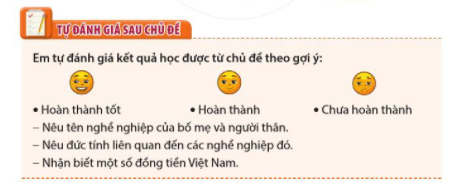 TỰ ĐÁNH GIÁ SAU CHỦ ĐỀ
Em tự đánh giá kết quả học được từ chủ đề theo gợi ý:
• Hoàn thành tốt • Hoàn thành • Chưa hoàn thành
– Nêu tên nghề nghiệp của bố mẹ và người thân.
– Nêu đức tính liên quan đến các nghề nghiệp đó.
– Nhận biết một số đồng tiền Việt Nam.